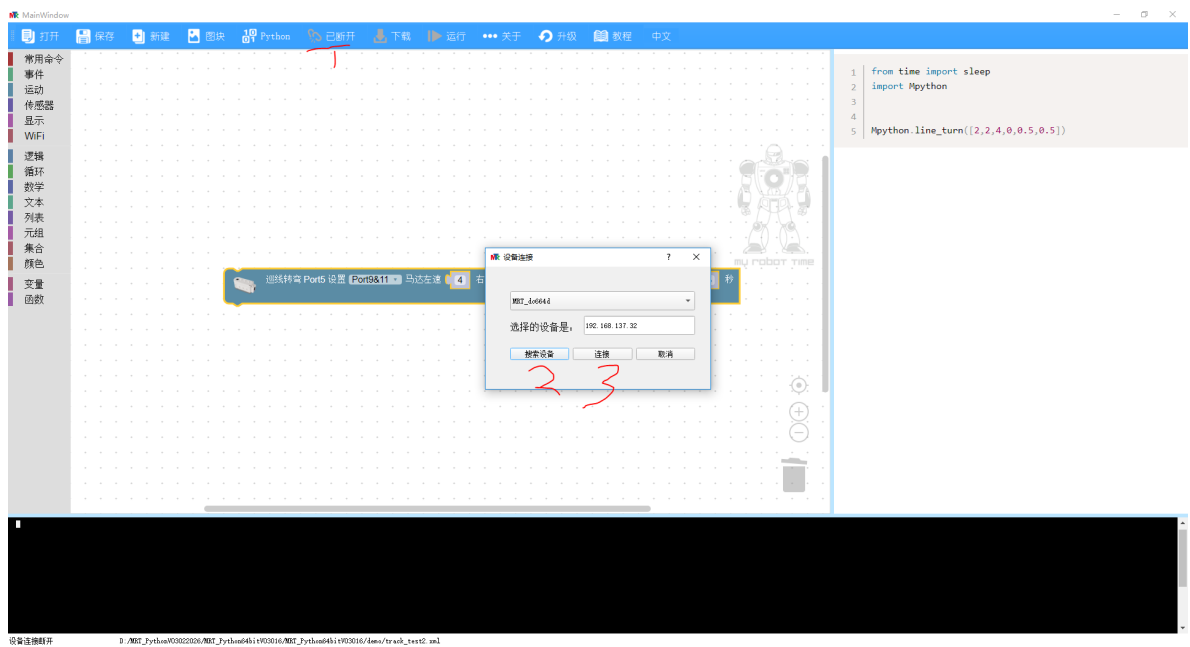 MainWindow
打开 保存 新建 图块 Python 已断开 下载 运行 关于 升级 教程 中文
1
常用命令
事件
运动
传感器
显示
WiFi
逻辑
循环
数学
文本
列表
元组
集合
颜色
变量
函数
巡线转弯 Port5 设置 Port9&11 马达左速 4 右
秒
my robot time
设备连接
MRT_dc664d
选择的设备是: 192.168.137.32
搜索设备 连接 取消
2 3
1 from time import sleep
2 import Mpython
3
4
5 Mpython.line_turn([2,2,4,0,0.5,0.5])
设备连接断开 D:/MRT_PythonV03022026/MRT_Python64bitV03016/MRT_Python64bitV03016/demo/track_test2.xml